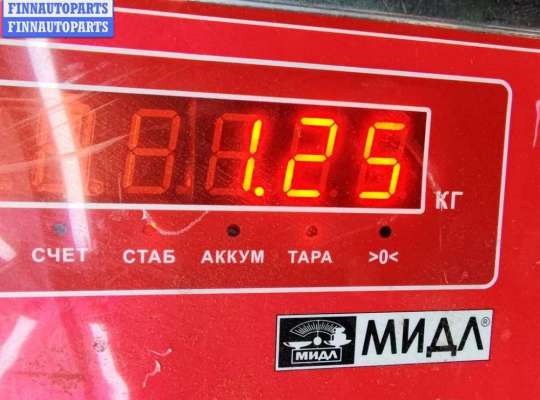 FINNAUTOPARTS
FINNAUTOPARTS
1.25
КГ
СЧЕТ СТАБ АККУМ ТАРА >0<
МИДЛ МИДЛ®